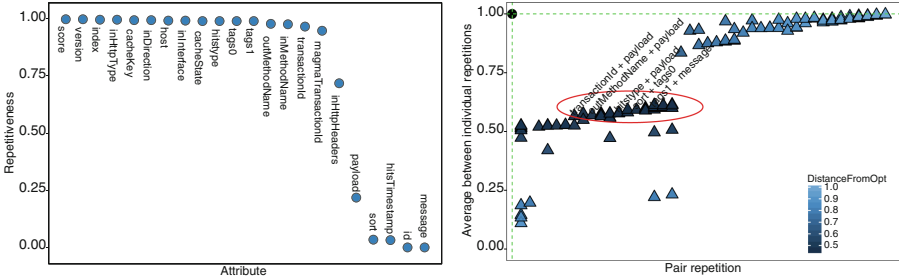 1.00
0.75
0.50
0.25
0.00
Repetitiveness
score
version
index
inHttpType
cacheKey
inDirection
host
inInterface
cacheState
hitstype
tags0
tags1
outMethodName
inMethodName
transactionId
magmaTransactionId
inHttpHeaders
payload
sort
hitsTimestamp
id
message
Attribute
1.00
0.75
0.50
0.25
0.00
Average between individual repetitions
transactionId + payload
outMethodName + payload
hitstype + payload
sort + tags0
tags1 + message
DistanceFromOpt
1.0
0.9
0.8
0.7
0.6
0.5
Pair repetition